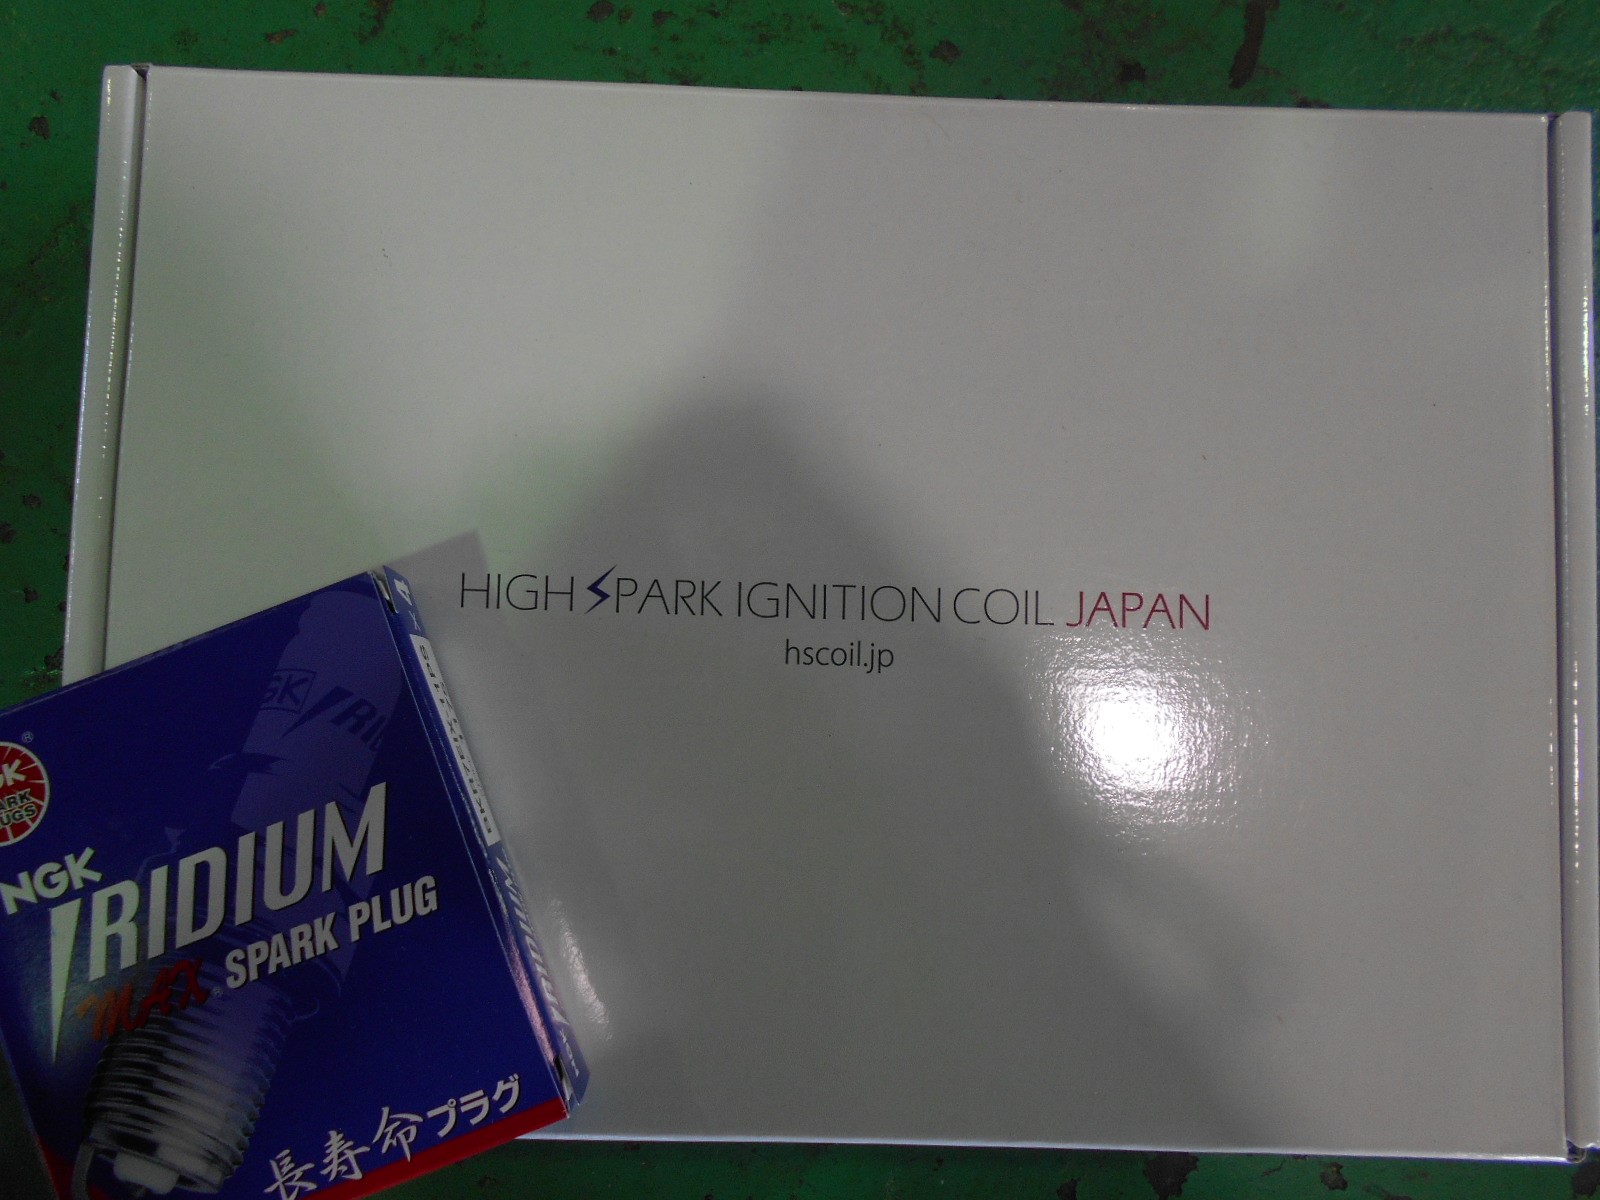 HIGH SPARK IGNITION COIL JAPAN
hscoil.jp
NGK
IRIDIUM
MAX SPARK PLUG
長寿命プラグ